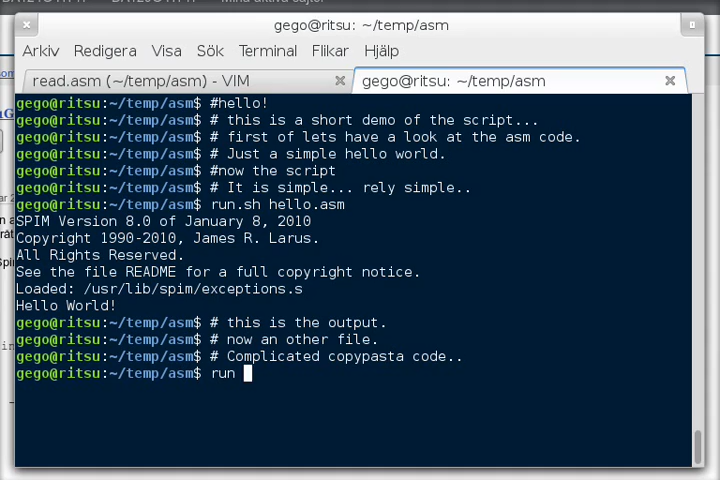 gego@ritsu: ~/temp/asm
Arkiv Redigera Visa Sök Terminal Flikar Hjälp
read.asm (~/temp/asm) - VIM
gego@ritsu: ~/temp/asm
gego@ritsu:~/temp/asm$ #hello!
gego@ritsu:~/temp/asm$ # this is a short demo of the script...
gego@ritsu:~/temp/asm$ # first of lets have a look at the asm code.
gego@ritsu:~/temp/asm$ # Just a simple hello world.
gego@ritsu:~/temp/asm$ #now the script
gego@ritsu:~/temp/asm$ # It is simple... rely simple..
gego@ritsu:~/temp/asm$ run.sh hello.asm
SPIM Version 8.0 of January 8, 2010
Copyright 1990-2010, James R. Larus.
All Rights Reserved.
See the file README for a full copyright notice.
Loaded: /usr/lib/spim/exceptions.s
Hello World!
gego@ritsu:~/temp/asm$ # this is the output.
gego@ritsu:~/temp/asm$ # now an other file.
gego@ritsu:~/temp/asm$ # Complicated copypasta code..
gego@ritsu:~/temp/asm$ run